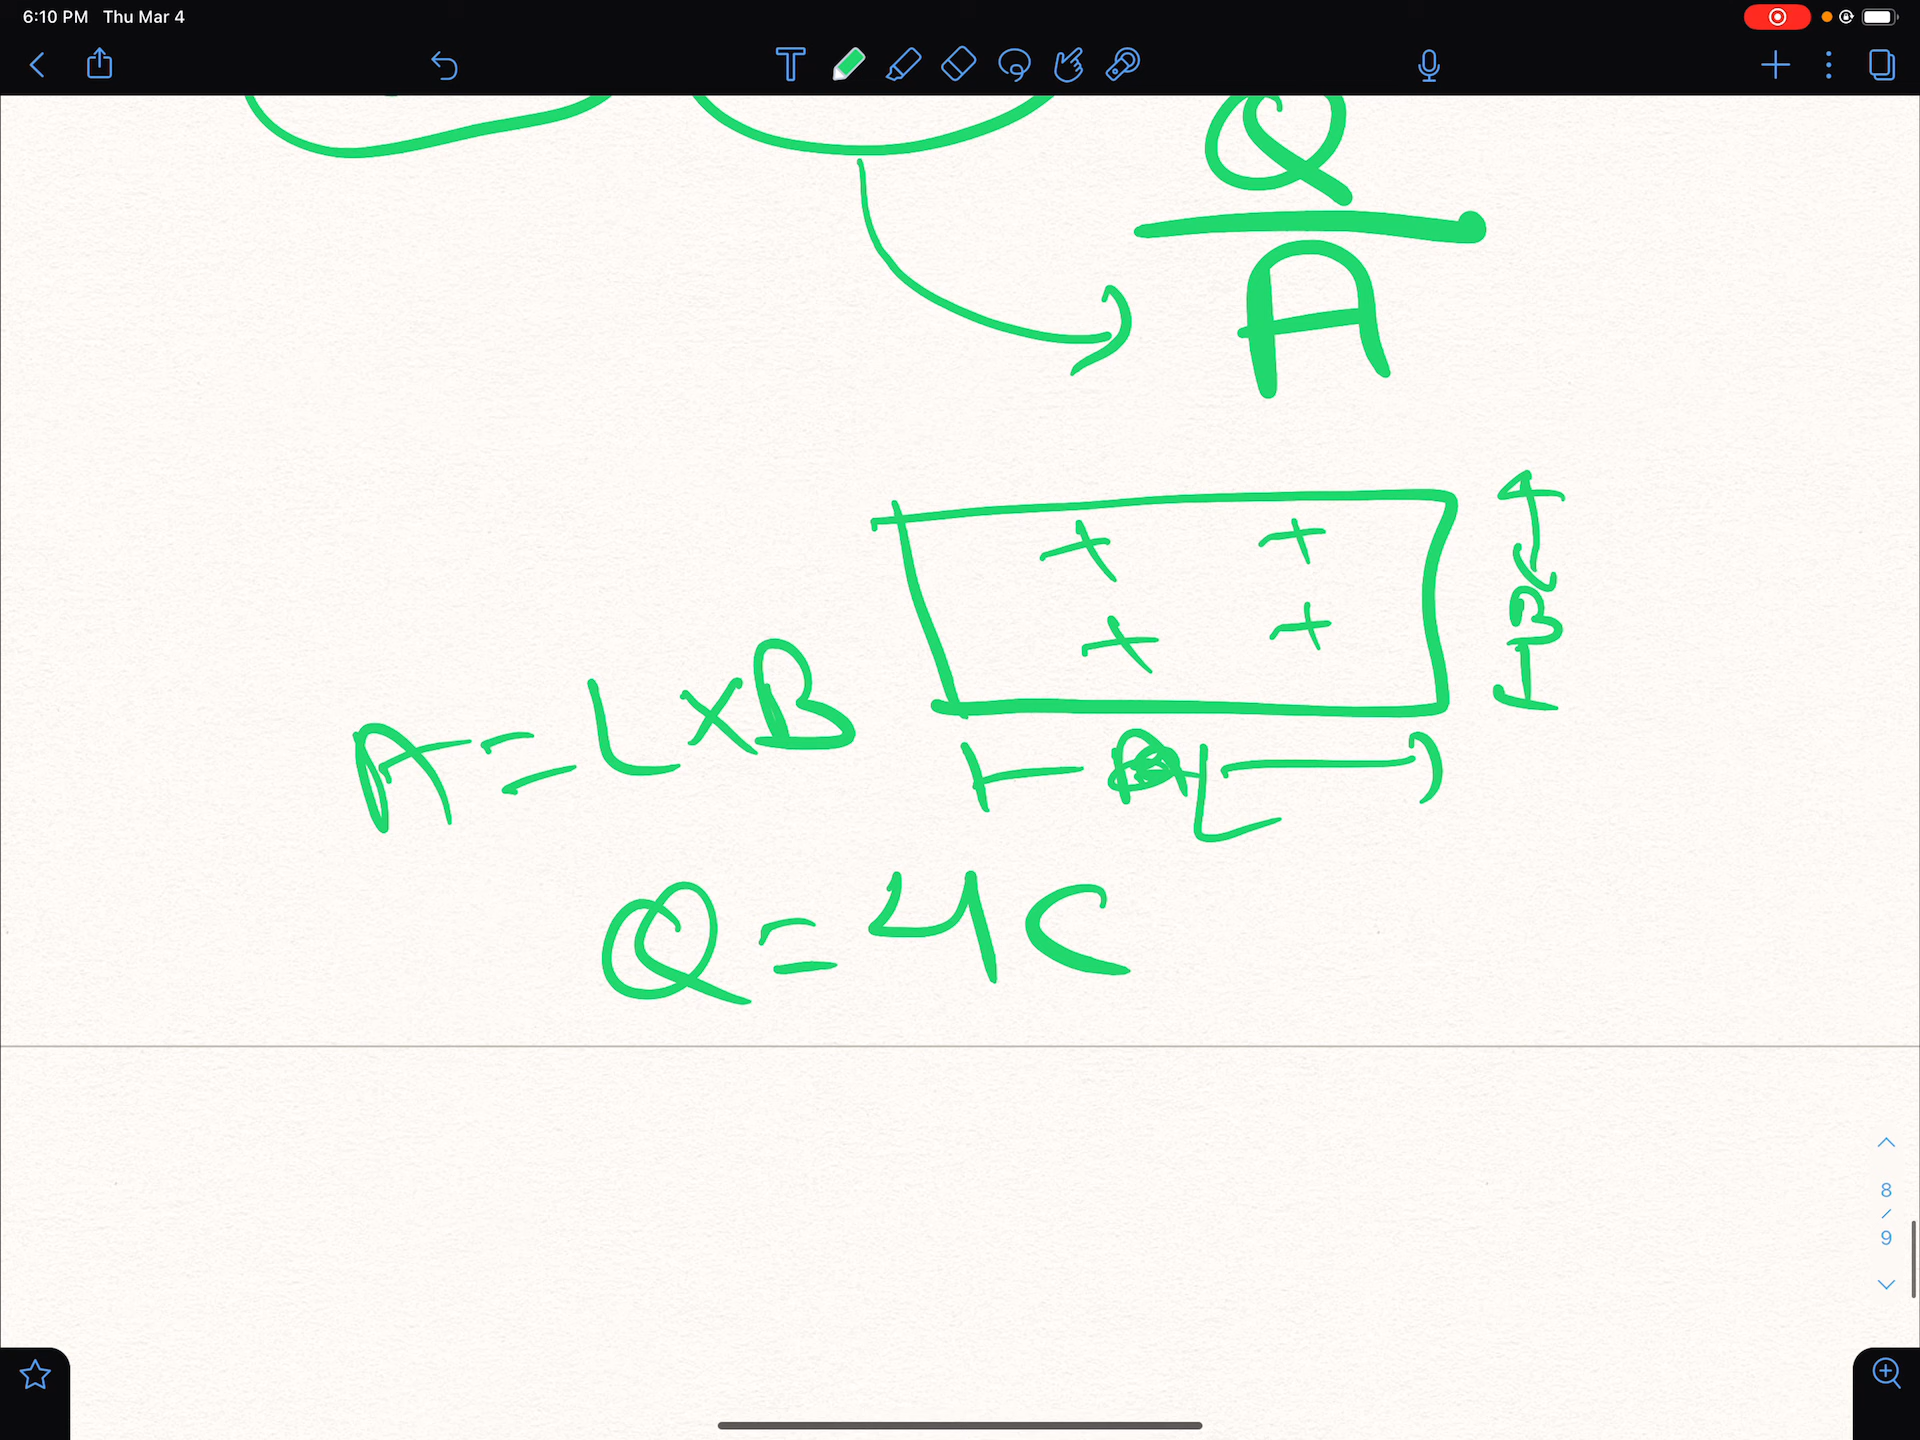 6:10 PM Thu Mar 4
Q
A
+ +
+ +
B
A = L × B
L
Q = 4C
8
/
9